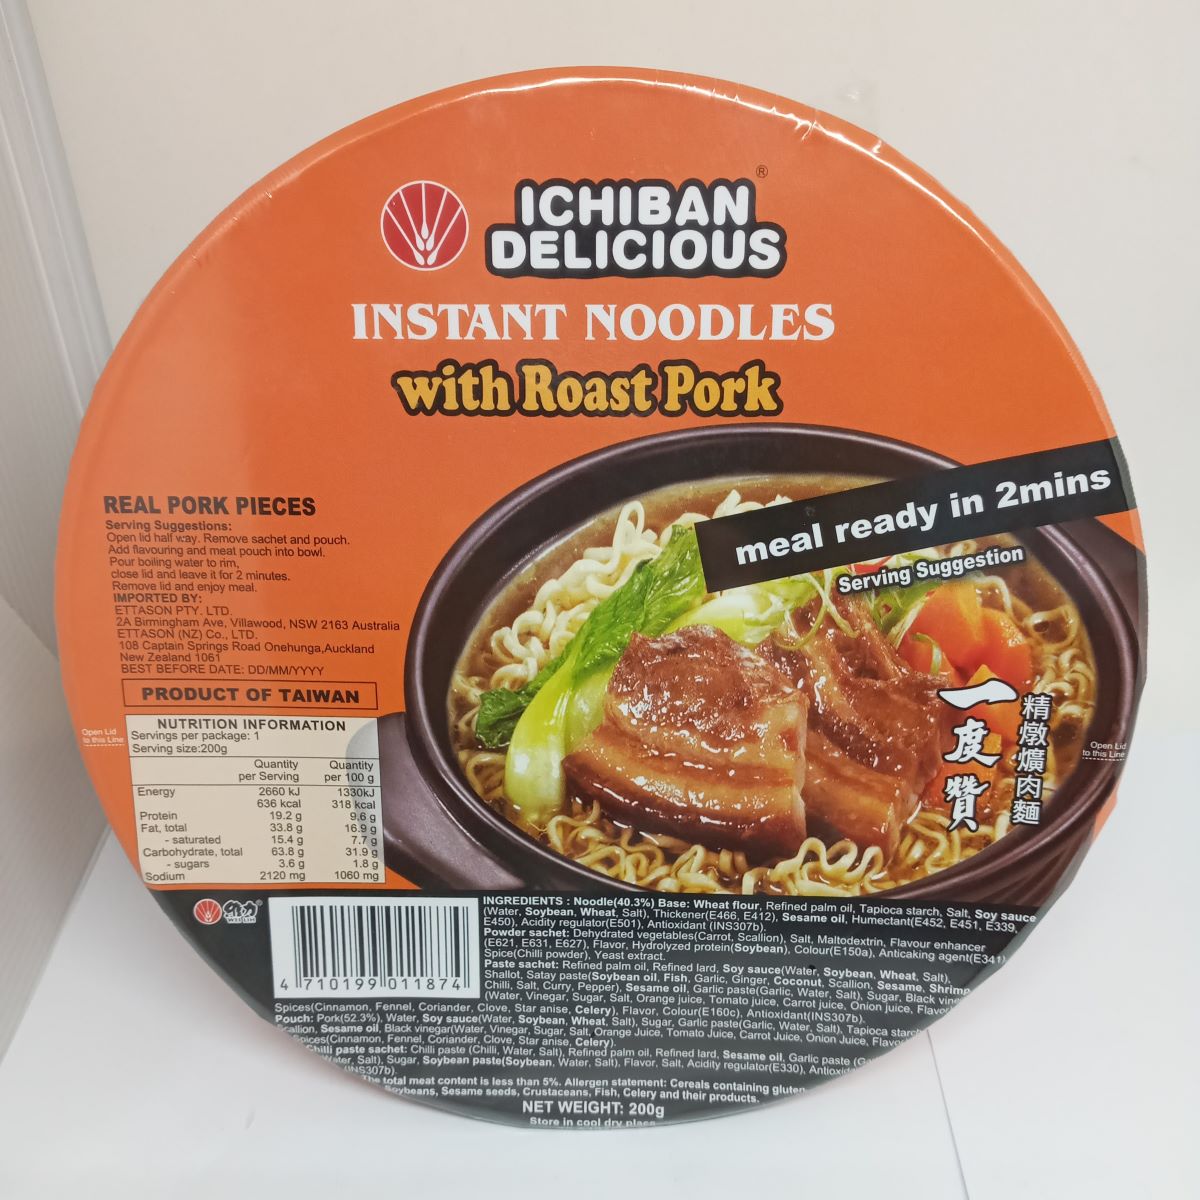 ICHIBAN ®
DELICIOUS
INSTANT NOODLES
with Roast Pork
meal ready in 2mins
Serving Suggestion
REAL PORK PIECES
Serving Suggestions:
Open lid half way. Remove sachet and pouch.
Add flavouring and meat pouch into bowl.
Pour boiling water to rim,
close lid and leave it for 2 minutes.
Remove lid and enjoy meal.
IMPORTED BY:
ETTASON PTY. LTD.
2A Birmingham Ave, Villawood, NSW 2163 Australia
ETTASON (NZ) Co., LTD.
108 Captain Springs Road Onehunga,Auckland
New Zealand 1061
BEST BEFORE DATE: DD/MM/YYYY
PRODUCT OF TAIWAN
Open Lid
to this Line
NUTRITION INFORMATION
Servings per package: 1
Serving size:200g
Quantity per Serving Quantity per 100 g
Energy 2660 kJ 1330kJ
636 kcal 318 kcal
Protein 19.2 g 9.6 g
Fat, total 33.8 g 16.9 g
- saturated 15.4 g 7.7 g
Carbohydrate, total 63.8 g 31.9 g
- sugars 3.6 g 1.8 g
Sodium 2120 mg 1060 mg
一度贊
精燉爌肉麵
Open Lid
to this Line
WEI LIH
4 710199 011874
INGREDIENTS : Noodle(40.3%) Base: Wheat flour, Refined palm oil, Tapioca starch, Salt, Soy sauce
(Water, Soybean, Wheat, Salt), Thickener(E466, E412), Sesame oil, Humectant(E452, E451, E339,
E450), Acidity regulator(E501), Antioxidant (INS307b).
Powder sachet: Dehydrated vegetables(Carrot, Scallion), Salt, Maltodextrin, Flavour enhancer
(E621, E631, E627), Flavor, Hydrolyzed protein(Soybean), Colour(E150a), Anticaking agent(E341)
Spice(Chilli powder), Yeast extract.
Paste sachet: Refined palm oil, Refined lard, Soy sauce(Water, Soybean, Wheat, Salt),
Shallot, Satay paste(Soybean oil, Fish, Garlic, Ginger, Coconut, Scallion, Sesame, Shrimp
Chilli, Salt, Curry, Pepper), Sesame oil, Garlic paste(Garlic, Water, Salt), Sugar, Black
(Water, Vinegar, Sugar, Salt, Orange juice, Tomato juice, Carrot juice, Onion juice, Flavor
Spices(Cinnamon, Fennel, Coriander, Clove, Star anise, Celery), Flavor, Colour(E160c), Antioxidant(INS307b).
Pouch: Pork(52.3%), Water, Soy sauce(Water, Soybean, Wheat, Salt), Sugar, Garlic paste(Garlic, Water, Salt), Tapioca
Scallion, Sesame oil, Black vinegar(Water, Vinegar, Sugar, Salt, Orange Juice, Tomato Juice, Carrot Juice, Onion Juice,
Spices(Cinnamon, Fennel, Coriander, Clove, Star anise, Celery).
Chilli paste sachet: Chilli paste (Chilli, Water, Salt), Refined palm oil, Refined lard, Sesame oil, Garlic paste
Water, Salt), Sugar, Soybean paste(Soybean, Water, Salt), Flavor, Salt, Acidity regulator(E330),
(INS307b).
The total meat content is less than 5%. Allergen statement: Cereals containing gluten
Soybeans, Sesame seeds, Crustaceans, Fish, Celery and their products.
NET WEIGHT: 200g
Store in cool dry place